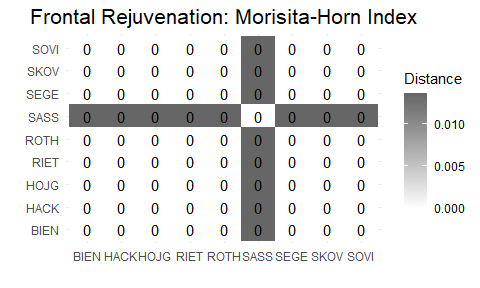 Frontal Rejuvenation: Morisita-Horn Index
SOVI 0 0 0 0 0 0 0 0 0
SKOV 0 0 0 0 0 0 0 0 0
SEGE 0 0 0 0 0 0 0 0 0
SASS 0 0 0 0 0 0 0 0 0
ROTH 0 0 0 0 0 0 0 0 0
RIET 0 0 0 0 0 0 0 0 0
HOJG 0 0 0 0 0 0 0 0 0
HACK 0 0 0 0 0 0 0 0 0
BIEN 0 0 0 0 0 0 0 0 0
BIEN HACK HOJG RIET ROTH SASS SEGE SKOV SOVI
Distance
0.010
0.005
0.000